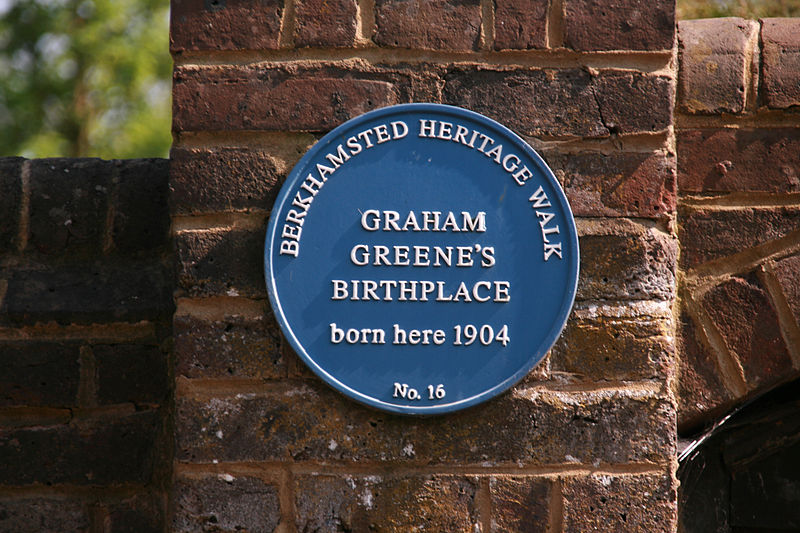 BERKHAMSTED HERITAGE WALK
GRAHAM
GREENE'S
BIRTHPLACE
born here 1904
No. 16